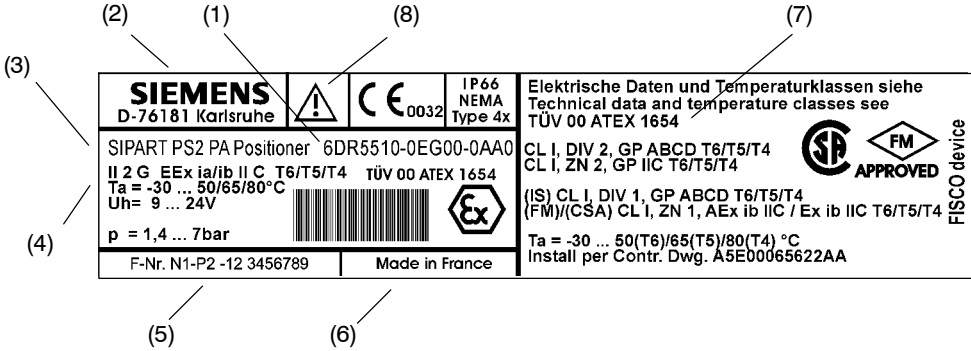 (2)
(1)
(8)
(7)
(3)
SIEMENS
D-76181 Karlsruhe
CE 0032
IP66
NEMA
Type 4x
SIPART PS2 PA Positioner 6DR5510-0EG00-0AA0
II 2 G EEx ia/ib II C T6/T5/T4 TÜV 00 ATEX 1654
Ta = -30 ... 50/65/80°C
Uh= 9 ... 24V
p = 1,4 ... 7bar
Ex
F-Nr. N1-P2 -12 3456789
Made in France
Elektrische Daten und Temperaturklassen siehe
Technical data and temperature classes see
TÜV 00 ATEX 1654
CL I, DIV 2, GP ABCD T6/T5/T4
CL I, ZN 2, GP IIC T6/T5/T4
SA
FM
APPROVED
(IS) CL I, DIV 1, GP ABCD T6/T5/T4
(FM)/(CSA) CL I, ZN 1, AEx ib IIC / Ex ib IIC T6/T5/T4
Ta = -30 ... 50(T6)/65(T5)/80(T4) °C
Install per Contr. Dwg. A5E00065622AA
FISCO device
(4)
(5)
(6)